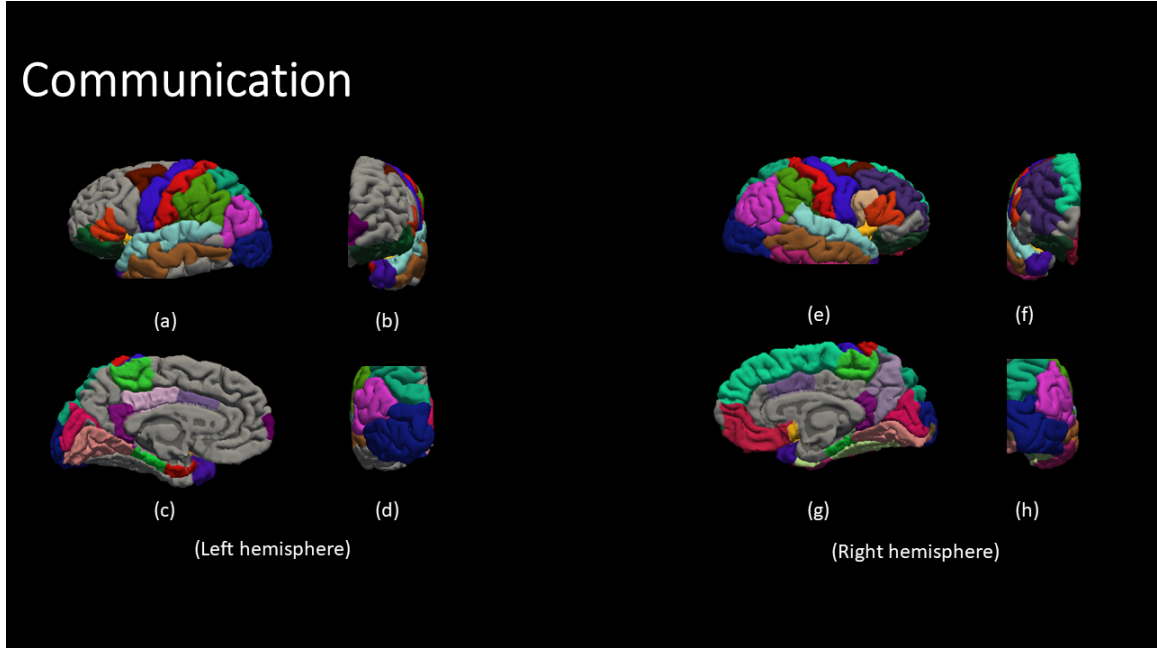 Communication
(a)
(b)
(e)
(f)
(c)
(d)
(g)
(h)
(Left hemisphere)
(Right hemisphere)